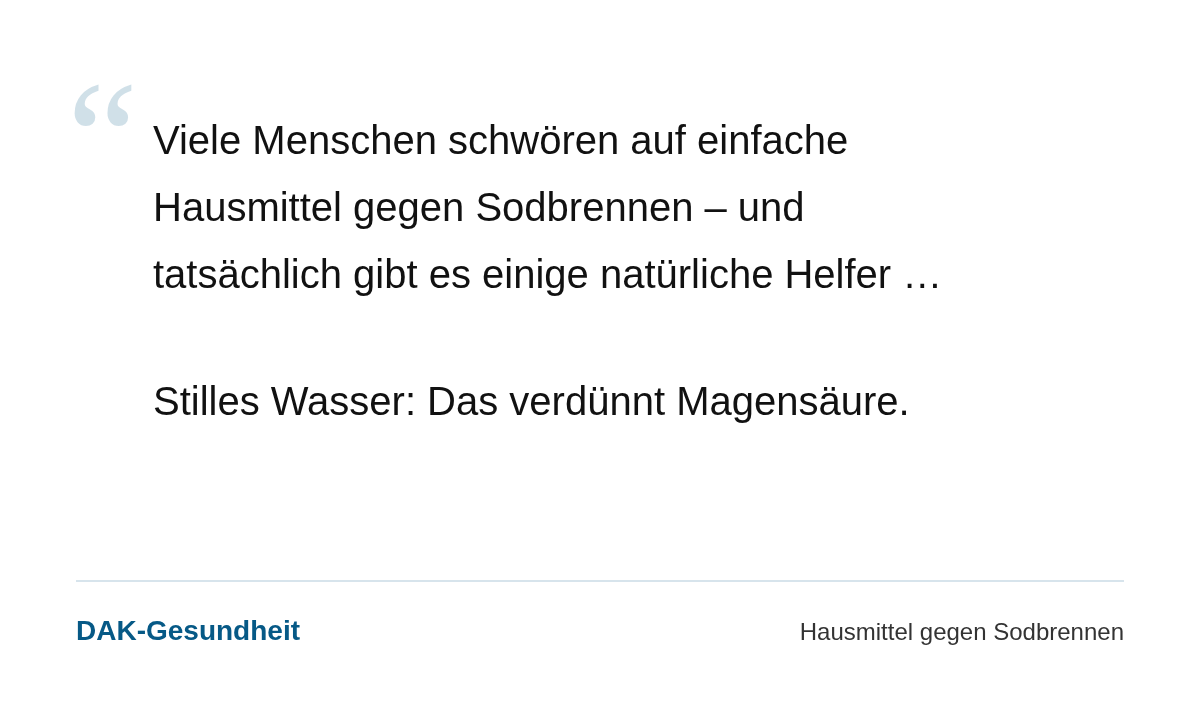 “
Viele Menschen schwören auf einfache
Hausmittel gegen Sodbrennen – und
tatsächlich gibt es einige natürliche Helfer …
Stilles Wasser: Das verdünnt Magensäure.
DAK-Gesundheit
Hausmittel gegen Sodbrennen